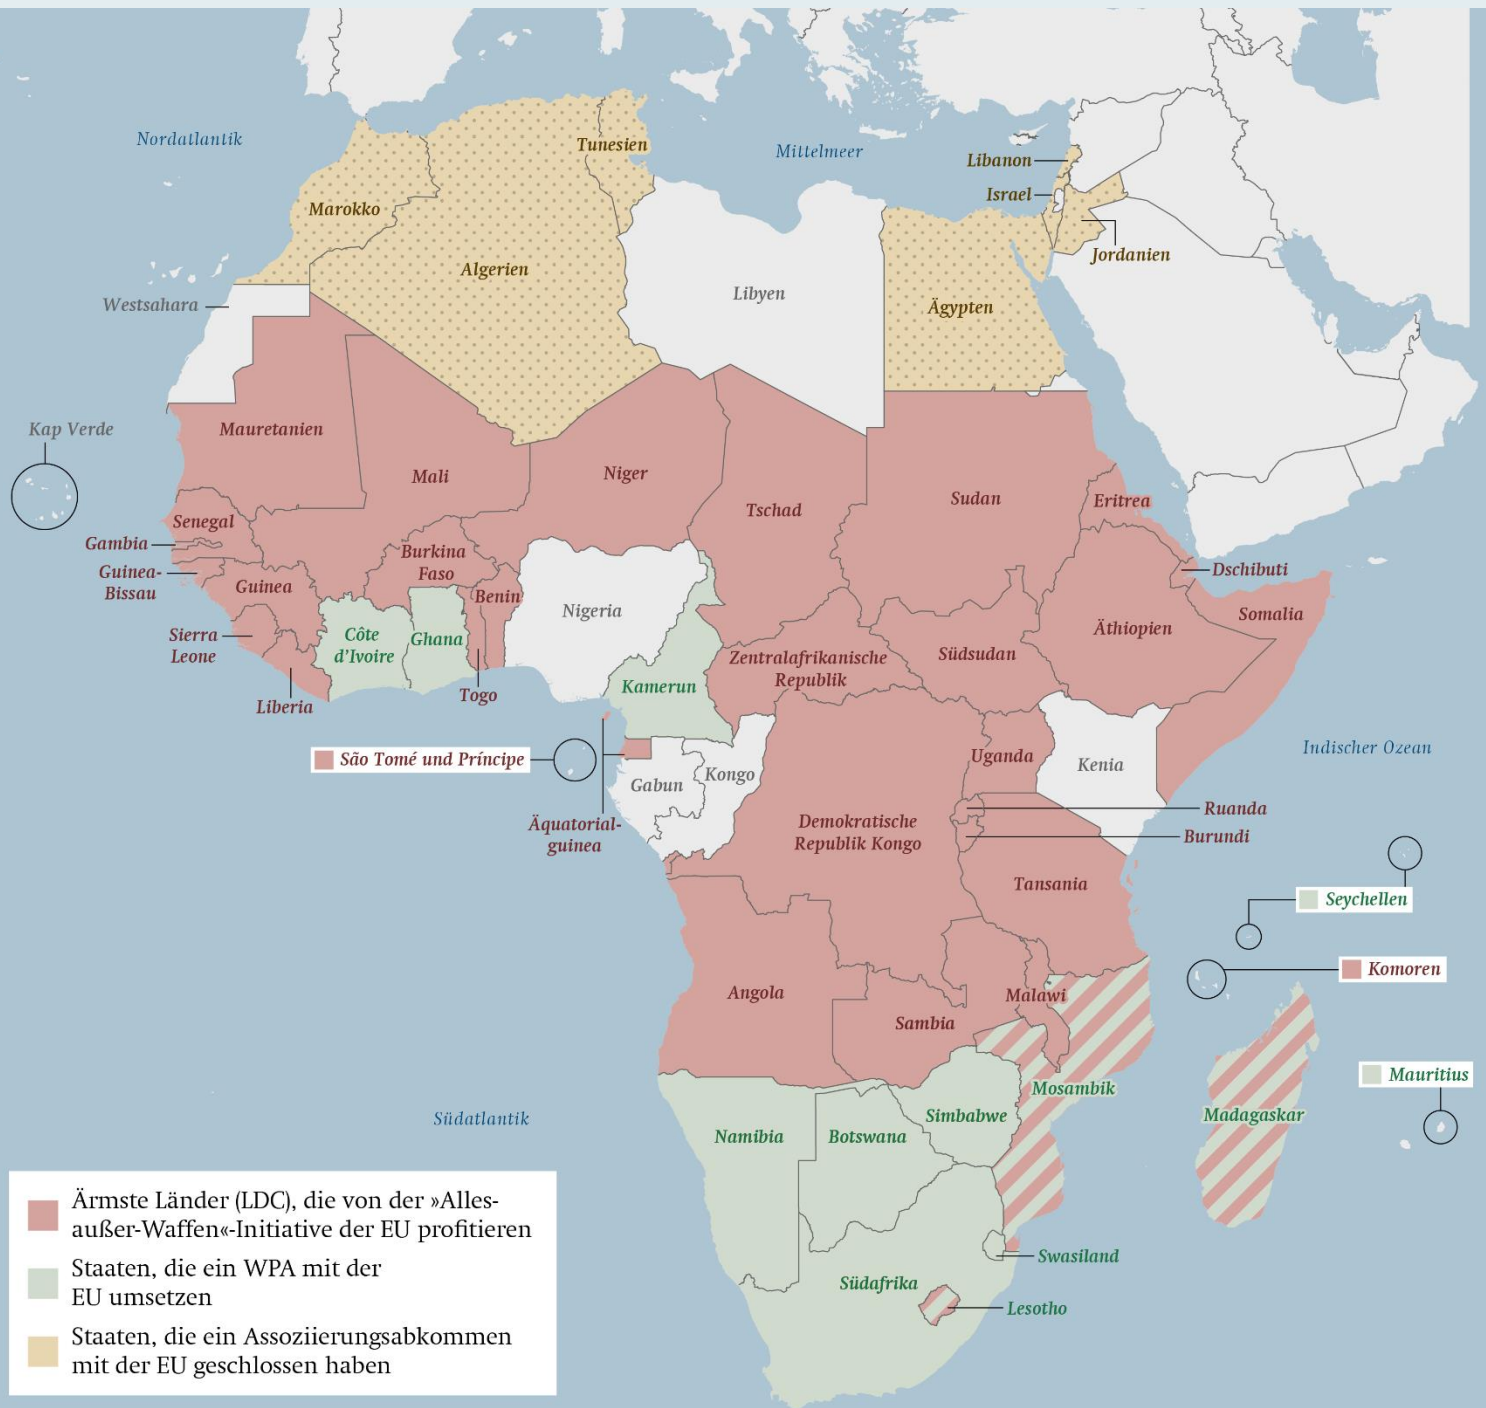 Nordatlantik
Mittelmeer
Tunesien
Libanon
Israel
Marokko
Jordanien
Algerien
Libyen
Ägypten
Westsahara
Kap Verde
Mauretanien
Mali
Niger
Tschad
Sudan
Eritrea
Senegal
Gambia
Guinea-
Bissau
Guinea
Burkina
Faso
Benin
Nigeria
Dschibuti
Somalia
Äthiopien
Sierra
Leone
Côte
d'Ivoire
Ghana
Liberia
Togo
Kamerun
Zentralafrikanische
Republik
Südsudan
São Tomé und Príncipe
Gabun
Kongo
Uganda
Kenia
Indischer Ozean
Äquatorial-
guinea
Demokratische
Republik Kongo
Ruanda
Burundi
Tansania
Seychellen
Komoren
Angola
Malawi
Sambia
Mosambik
Mauritius
Madagaskar
Südatlantik
Namibia
Botswana
Simbabwe
Swasiland
Südafrika
Lesotho
Ärmste Länder (LDC), die von der »Alles-
außer-Waffen«-Initiative der EU profitieren
Staaten, die ein WPA mit der
EU umsetzen
Staaten, die ein Assoziierungsabkommen
mit der EU geschlossen haben